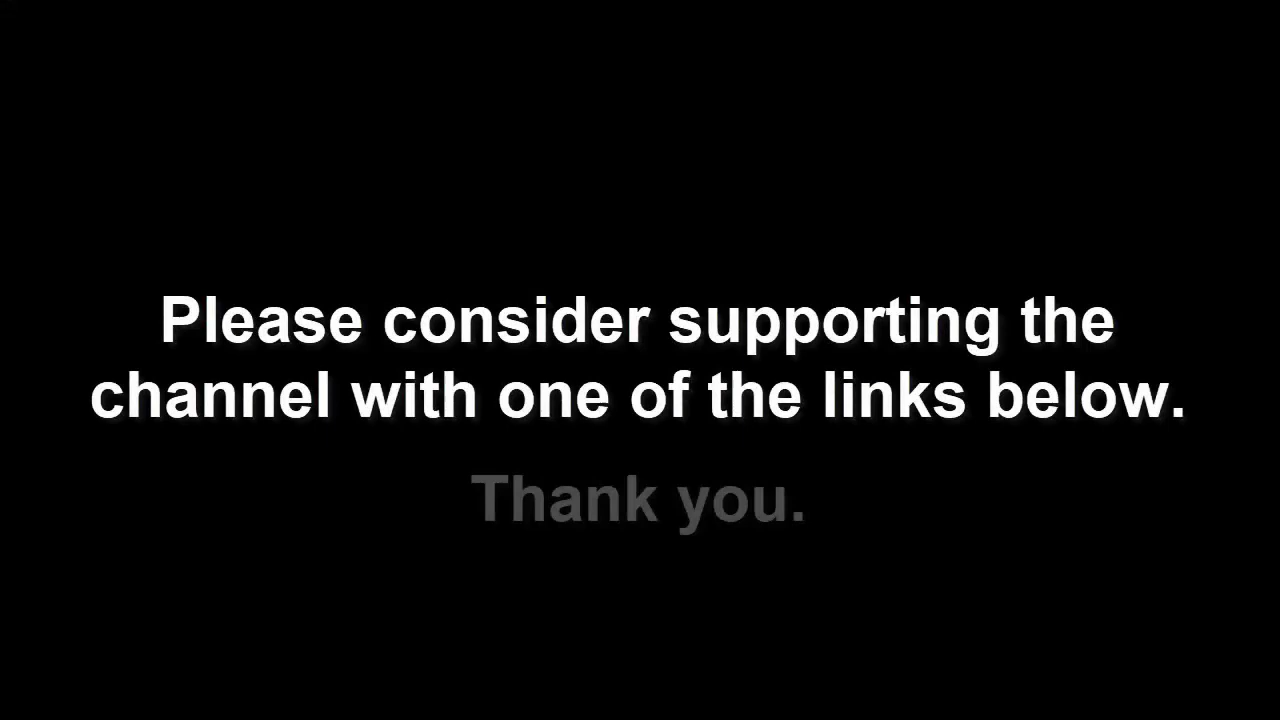 Please consider supporting the
channel with one of the links below.
Thank you.